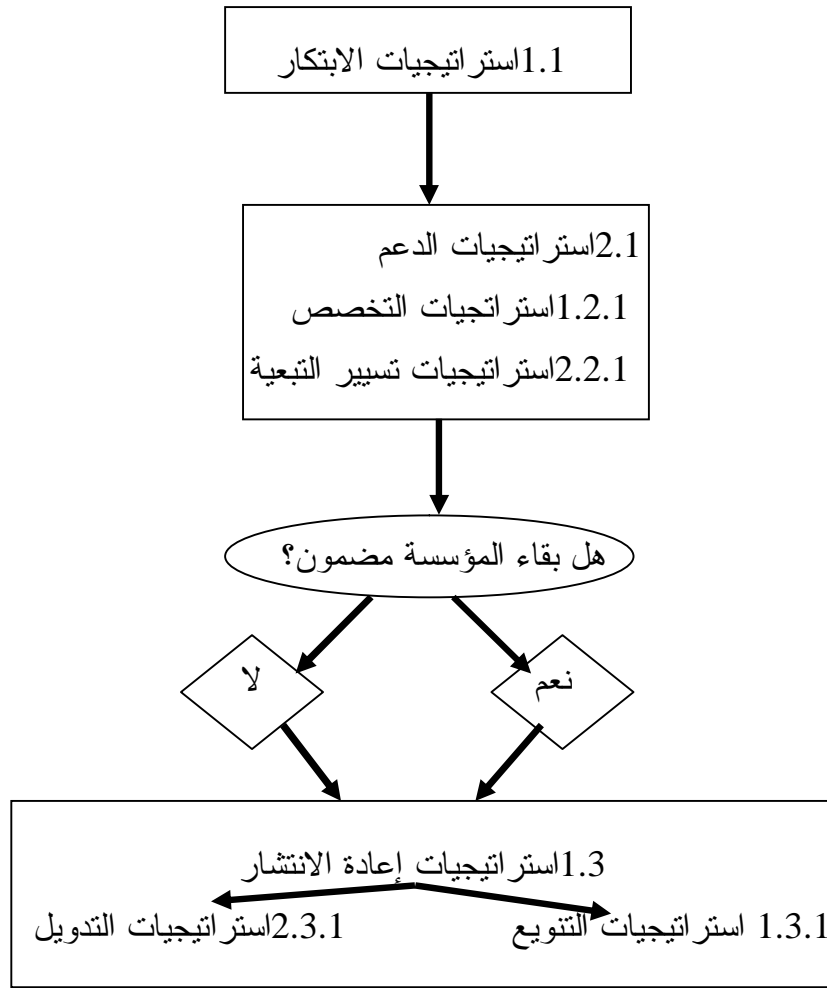 1.1استراتيجيات الابتكار
2.1استراتيجيات الدعم
1.2.1استراتجيات التخصص
2.2.1استراتيجيات تسيير التبعية
هل بقاء المؤسسة مضمون؟
نعم
لا
1.3استراتيجيات إعادة الانتشار
1.3.1 استراتيجيات التنويع
2.3.1استراتيجيات التدويل